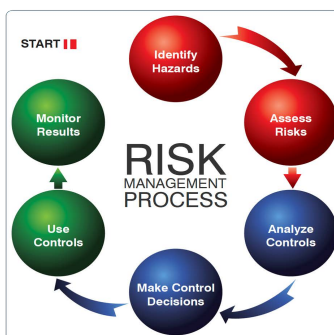 START
Identify
Hazards
Assess
Risks
Analyze
Controls
Make Control
Decisions
Use
Controls
Monitor
Results
RISK
MANAGEMENT
PROCESS